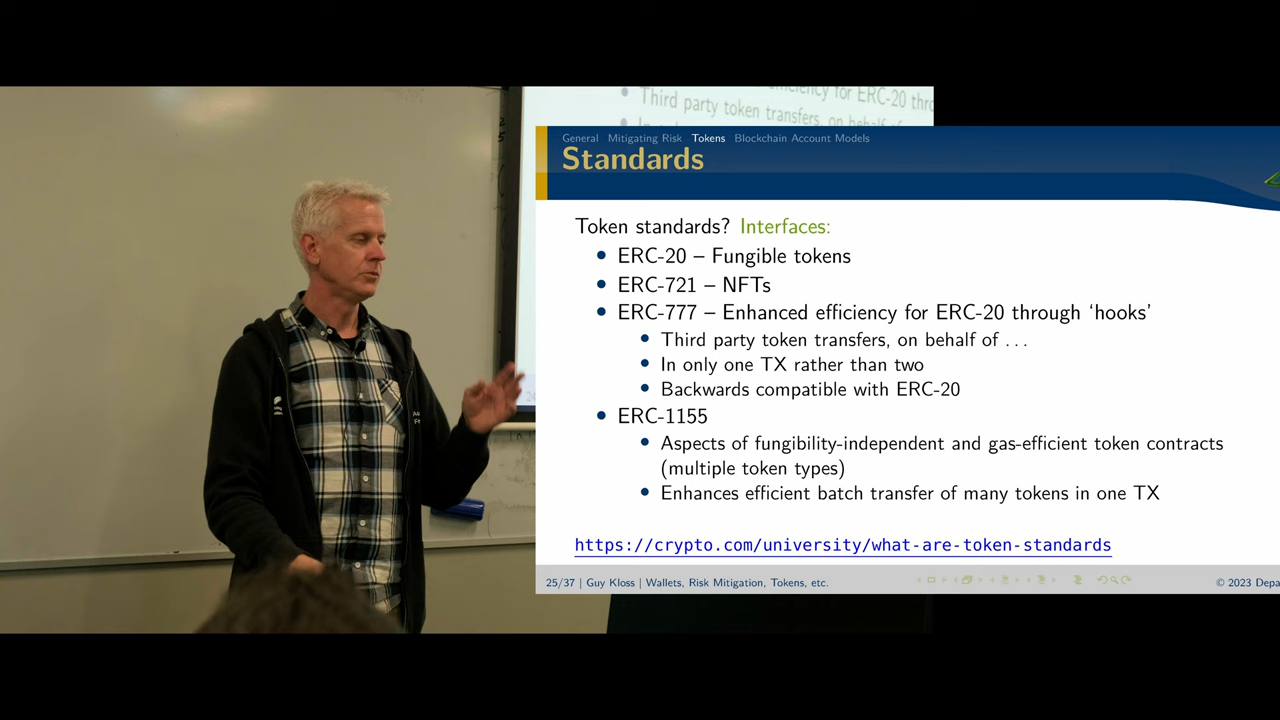 efficiency for ERC-20 thro
Third party token transfers, on behalf of
General Mitigating Risk Tokens Blockchain Account Models
Standards
Token standards? Interfaces:
ERC-20 – Fungible tokens
ERC-721 – NFTs
ERC-777 – Enhanced efficiency for ERC-20 through ‘hooks’
Third party token transfers, on behalf of ...
In only one TX rather than two
Backwards compatible with ERC-20
ERC-1155
Aspects of fungibility-independent and gas-efficient token contracts
(multiple token types)
Enhances efficient batch transfer of many tokens in one TX
https://crypto.com/university/what-are-token-standards
25/37 | Guy Kloss | Wallets, Risk Mitigation, Tokens, etc.
© 2023 Depa